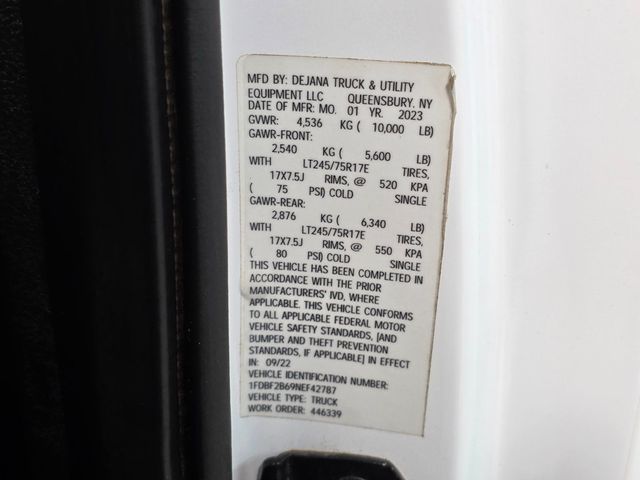 MFD BY: DEJANA TRUCK & UTILITY
EQUIPMENT LLC QUEENSBURY, NY
DATE OF MFR: MO. 01 YR. 2023
GVWR: 4,536 KG ( 10,000 LB)
GAWR-FRONT:
2,540 KG ( 5,600 LB)
WITH LT245/75R17E TIRES,
17X7.5J RIMS, @ 520 KPA
( 75 PSI) COLD SINGLE
GAWR-REAR:
2,876 KG ( 6,340 LB)
WITH LT245/75R17E TIRES,
17X7.5J RIMS, @ 550 KPA
( 80 PSI) COLD SINGLE
THIS VEHICLE HAS BEEN COMPLETED IN
ACCORDANCE WITH THE PRIOR
MANUFACTURERS' IVD, WHERE
APPLICABLE. THIS VEHICLE CONFORMS
TO ALL APPLICABLE FEDERAL MOTOR
VEHICLE SAFETY STANDARDS, [AND
BUMPER AND THEFT PREVENTION
STANDARDS, IF APPLICABLE] IN EFFECT
IN: 09/22
VEHICLE IDENTIFICATION NUMBER:
1FDBF2B69NEF42787
VEHICLE TYPE: TRUCK
WORK ORDER: 446339